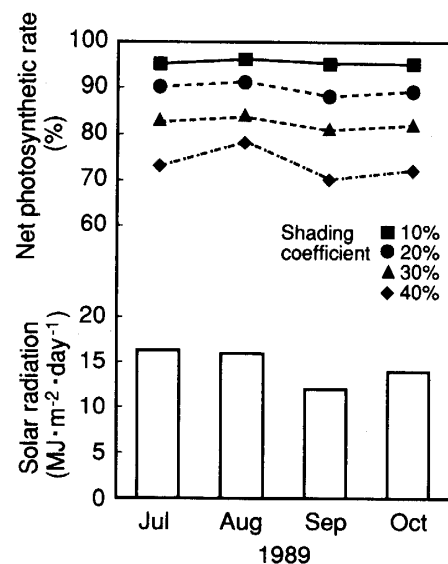 Net photosynthetic rate
(%)
100
90
80
70
60
Shading
coefficient
10%
20%
30%
40%
Solar radiation
(MJ·m⁻²·day⁻¹)
20
15
10
5
0
Jul Aug Sep Oct
1989